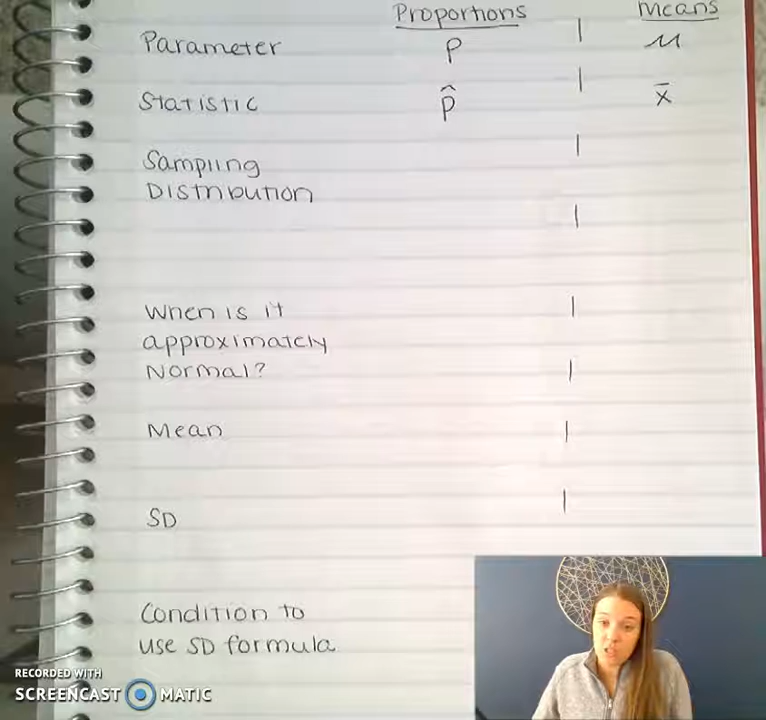 Proportions | Means
Parameter P | μ
Statistic p̂ | x̄
Sampling
Distribution
When is it
approximately
Normal?
Mean
SD
Condition to
use SD formula
RECORDED WITH
SCREENCAST MATIC